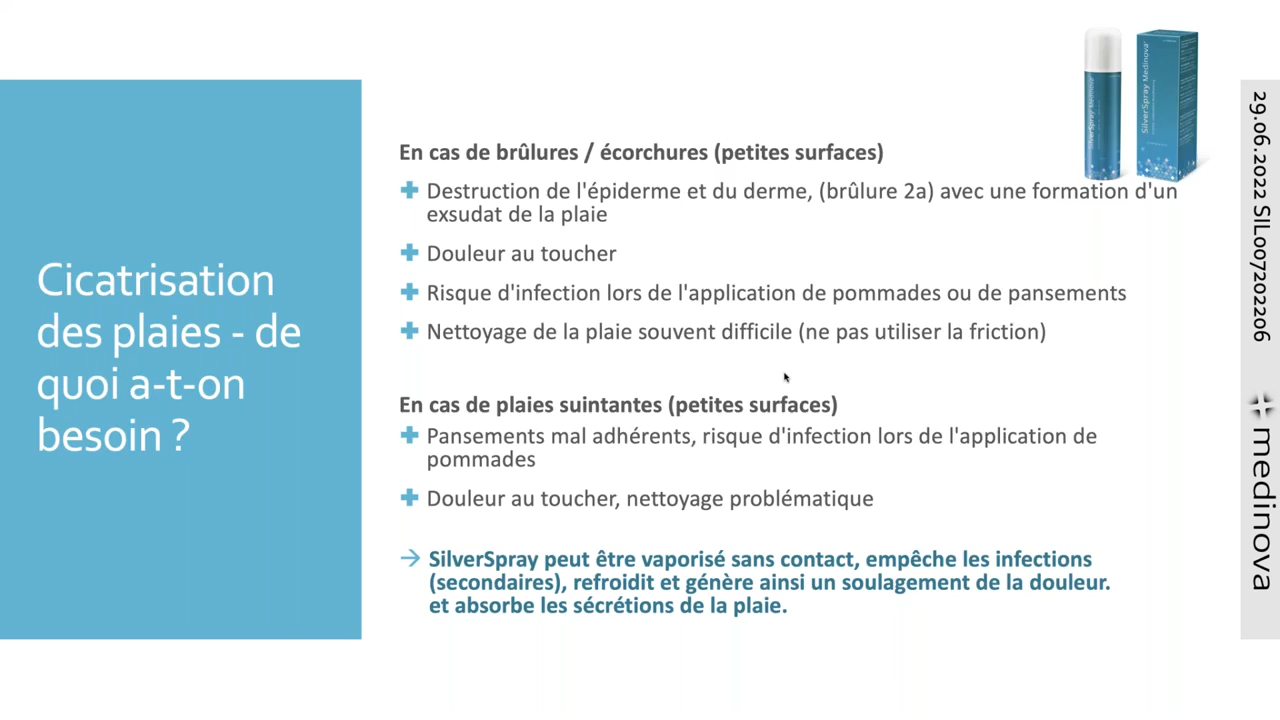 Cicatrisation
des plaies - de
quoi a-t-on
besoin ?
En cas de brûlures / écorchures (petites surfaces)
Destruction de l'épiderme et du derme, (brûlure 2a) avec une formation d'un
exsudat de la plaie
Douleur au toucher
Risque d'infection lors de l'application de pommades ou de pansements
Nettoyage de la plaie souvent difficile (ne pas utiliser la friction)
En cas de plaies suintantes (petites surfaces)
Pansements mal adhérents, risque d'infection lors de l'application de
pommades
Douleur au toucher, nettoyage problématique
→ SilverSpray peut être vaporisé sans contact, empêche les infections
(secondaires), refroidit et génère ainsi un soulagement de la douleur.
et absorbe les sécrétions de la plaie.
SilverSpray Medinova
SilverSpray Medinova
29.06.2022 SIL007202206
medinova